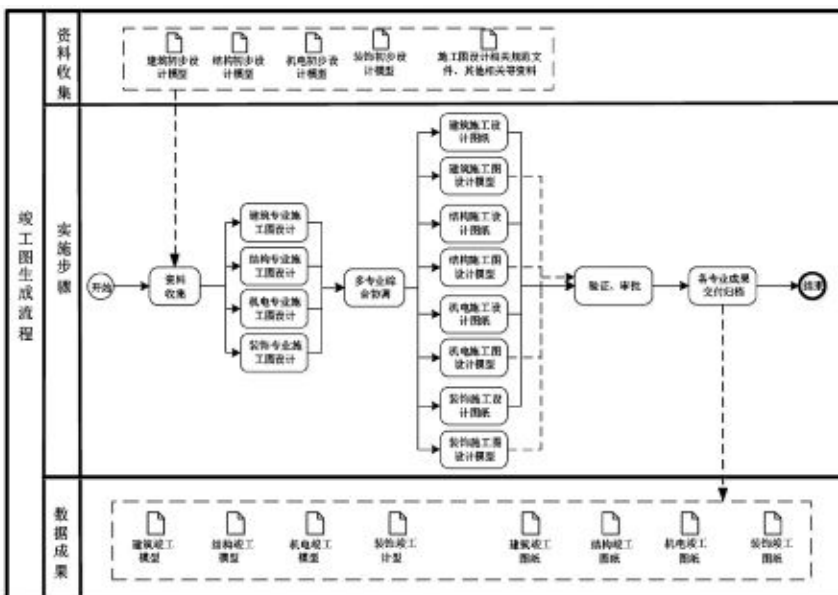 竣工图生成流程
资料收集
建筑初步设
计模型
结构初步设
计模型
机电初步设
计模型
装饰初步设
计模型
施工图设计相关规范文
件、其他相关等资料
实施步骤
开始
资料
收集
建筑专业施
工图设计
结构专业施
工图设计
机电专业施
工图设计
装饰专业施
工图设计
多专业综
合协调
建筑施工设
计图纸
建筑施工图
设计模型
结构施工设
计图纸
结构施工图
设计模型
机电施工设
计图纸
机电施工图
设计模型
装饰施工设
计图纸
装饰施工图
设计模型
验证、审批
各专业成果
交付归档
结束
数据成果
建筑竣工
模型
结构竣工
模型
机电竣工
模型
装饰竣工
计型
建筑竣工
图纸
结构竣工
图纸
机电竣工
图纸
装饰竣工
图纸